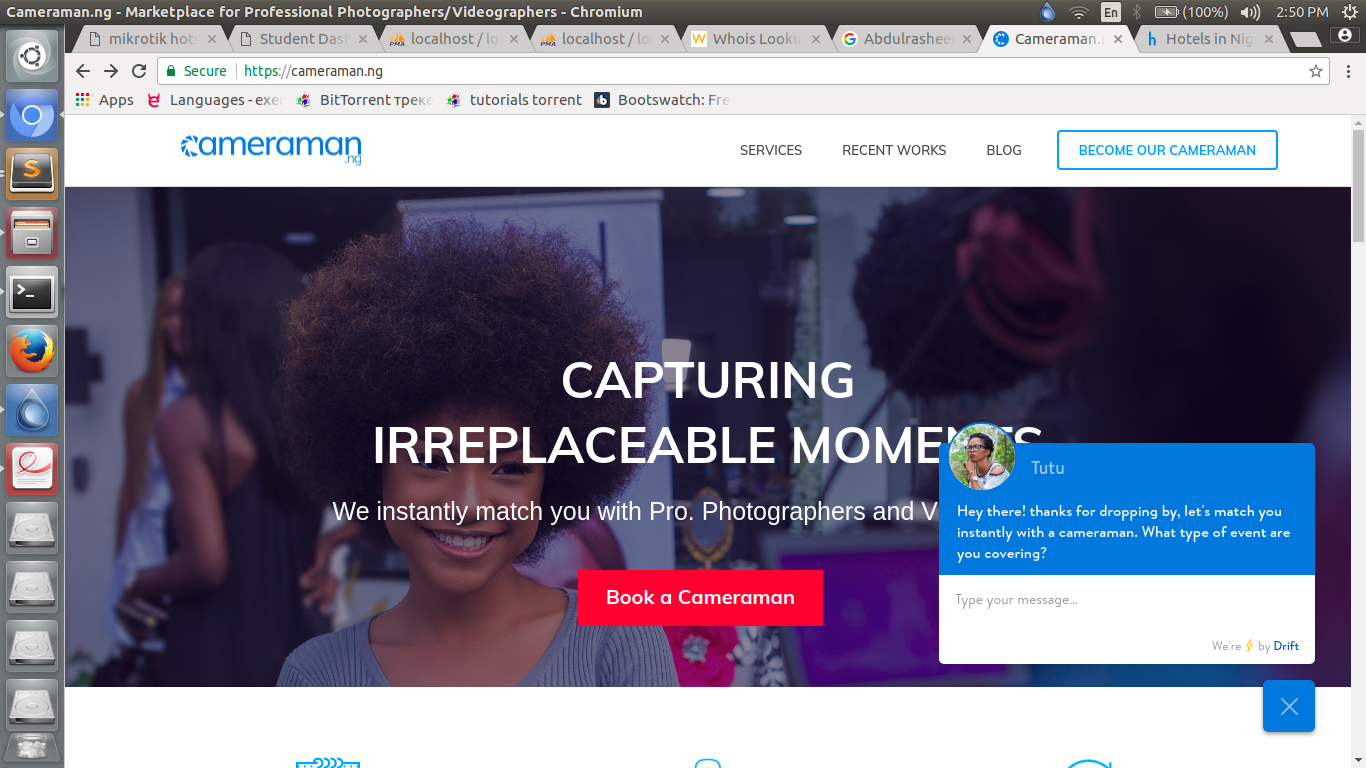 Cameraman.ng - Marketplace for Professional Photographers/Videographers - Chromium
En
(100%)
2:50 PM
mikrotik hots
Student Dash
localhost / lo
localhost / lo
Whois Looku
Abdulrasheed
Cameraman.
Hotels in Nig
Secure
https://cameraman.ng
Apps
Languages - exer
BitTorrent треке
tutorials torrent
Bootswatch: Fre
cameraman
.ng
SERVICES
RECENT WORKS
BLOG
BECOME OUR CAMERAMAN
CAPTURING
IRREPLACEABLE MOMENTS
We instantly match you with Pro. Photographers and V
Book a Cameraman
Tutu
Hey there! thanks for dropping by, let's match you
instantly with a cameraman. What type of event are
you covering?
Type your message...
We're ⚡ by Drift